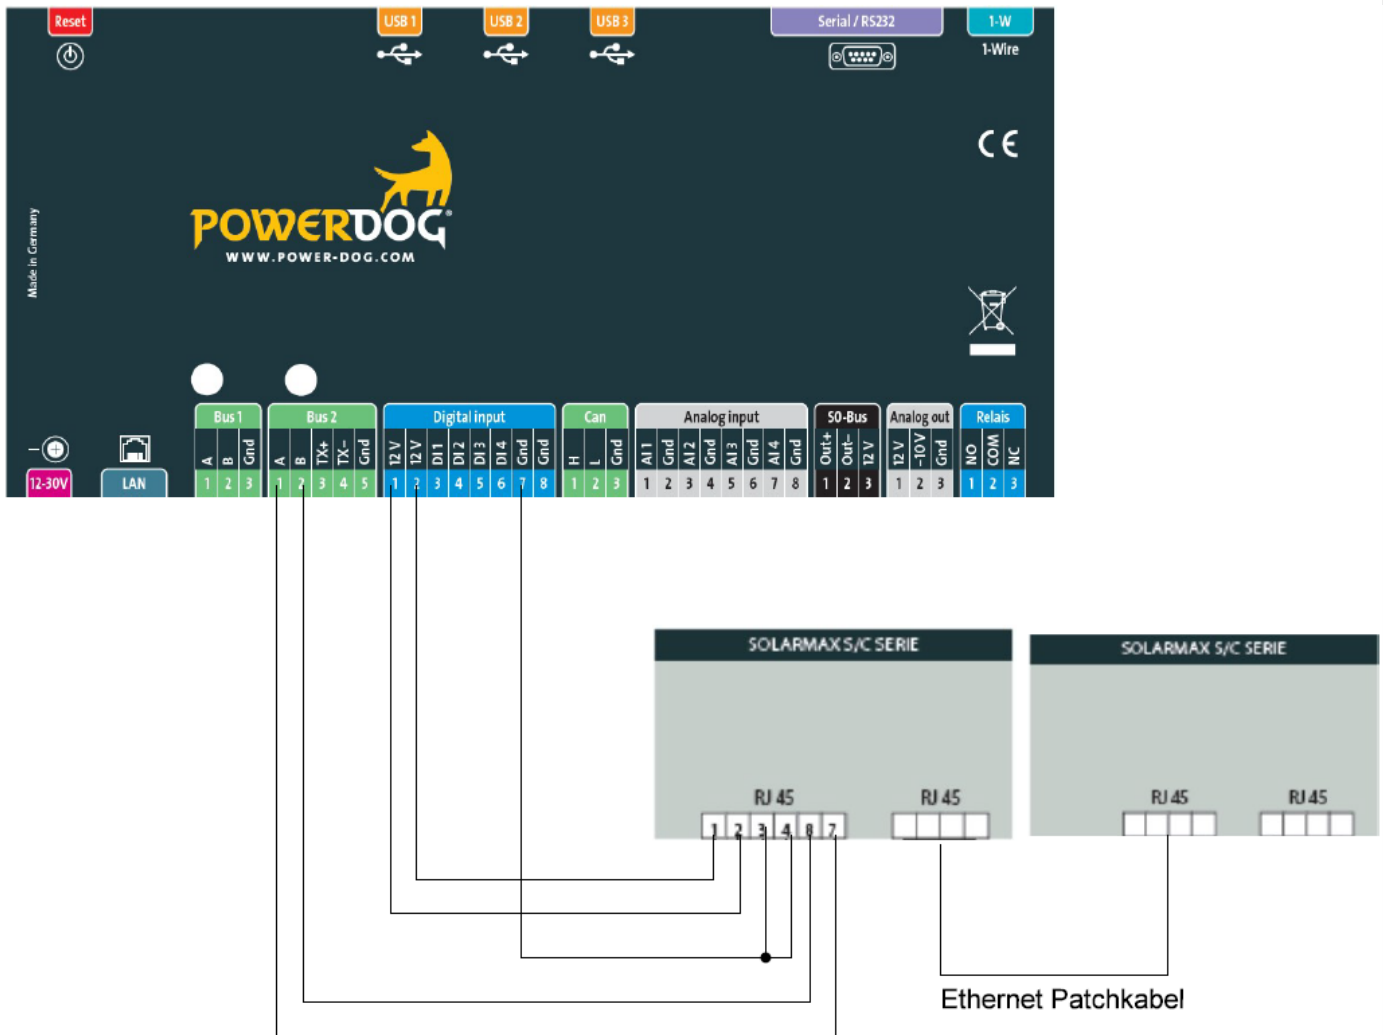 Reset
USB 1
USB 2
USB 3
Serial / RS232
1-W
1-Wire
CE
Made in Germany
POWERDOG®
WWW.POWER-DOG.COM
Bus 1
Bus 2
Digital input
Can
Analog input
S0-Bus
Analog out
Relais
A B Gnd
A B TX+ TX– Gnd
12 V 12 V DI 1 DI 2 DI 3 DI 4 Gnd Gnd
H L Gnd
AI 1 Gnd AI 2 Gnd AI 3 Gnd AI 4 Gnd
Out+ Out– 12 V
12 V –10 V Gnd
NO COM NC
12-30V
LAN
1 2 3
1 2 3 4 5
1 2 3 4 5 6 7 8
1 2 3
1 2 3 4 5 6 7 8
1 2 3
1 2 3
1 2 3
SOLARMAX S/C SERIE
SOLARMAX S/C SERIE
RJ 45
RJ 45
RJ 45
RJ 45
1 2 3 4 8 7
Ethernet Patchkabel